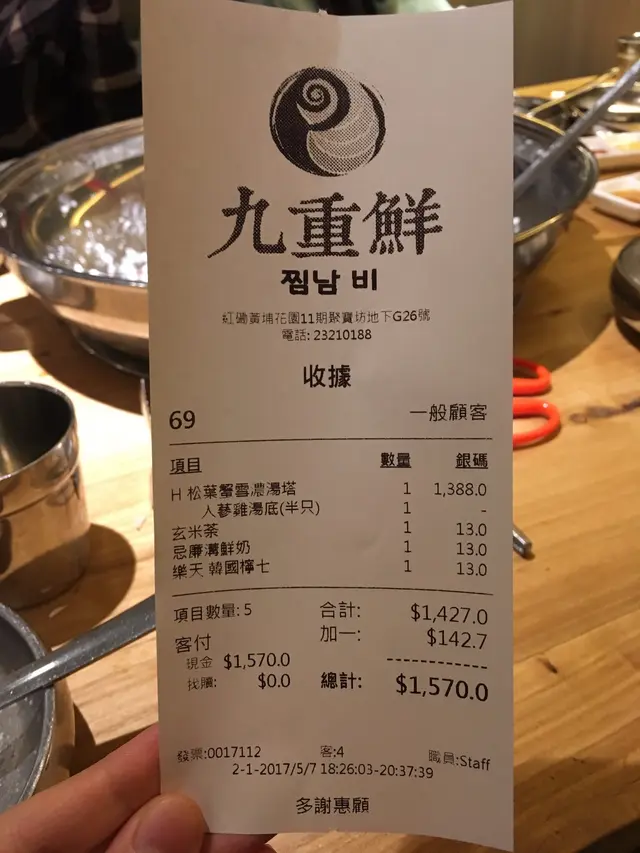 九重鮮
찜남 비
紅磡黃埔花園11期聚寶坊地下G26號
電話: 23210188
收據
69 一般顧客
項目 數量 銀碼
H 松葉蟹雲濃湯塔 1 1,388.0
人蔘雞湯底(半只) 1 -
玄米茶 1 13.0
忌廉溝鮮奶 1 13.0
樂天 韓國檸七 1 13.0
項目數量: 5 合計: $1,427.0
加一: $142.7
客付
現金 $1,570.0
找贖: $0.0 總計: $1,570.0
發票:0017112 客:4 職員:Staff
2-1-2017/5/7 18:26:03-20:37:39
多謝惠顧